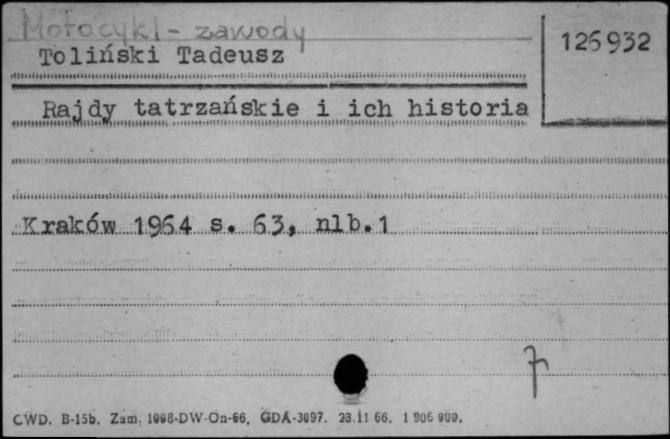 Motocykl - zawody
Toliński Tadeusz
126932
Rajdy tatrzańskie i ich historia
Kraków 1964 s. 63, nlb.1
CWD. B-15b. Zam. 1008-DW-On-66. GDA-3097. 23.11 66. 1 906 000.